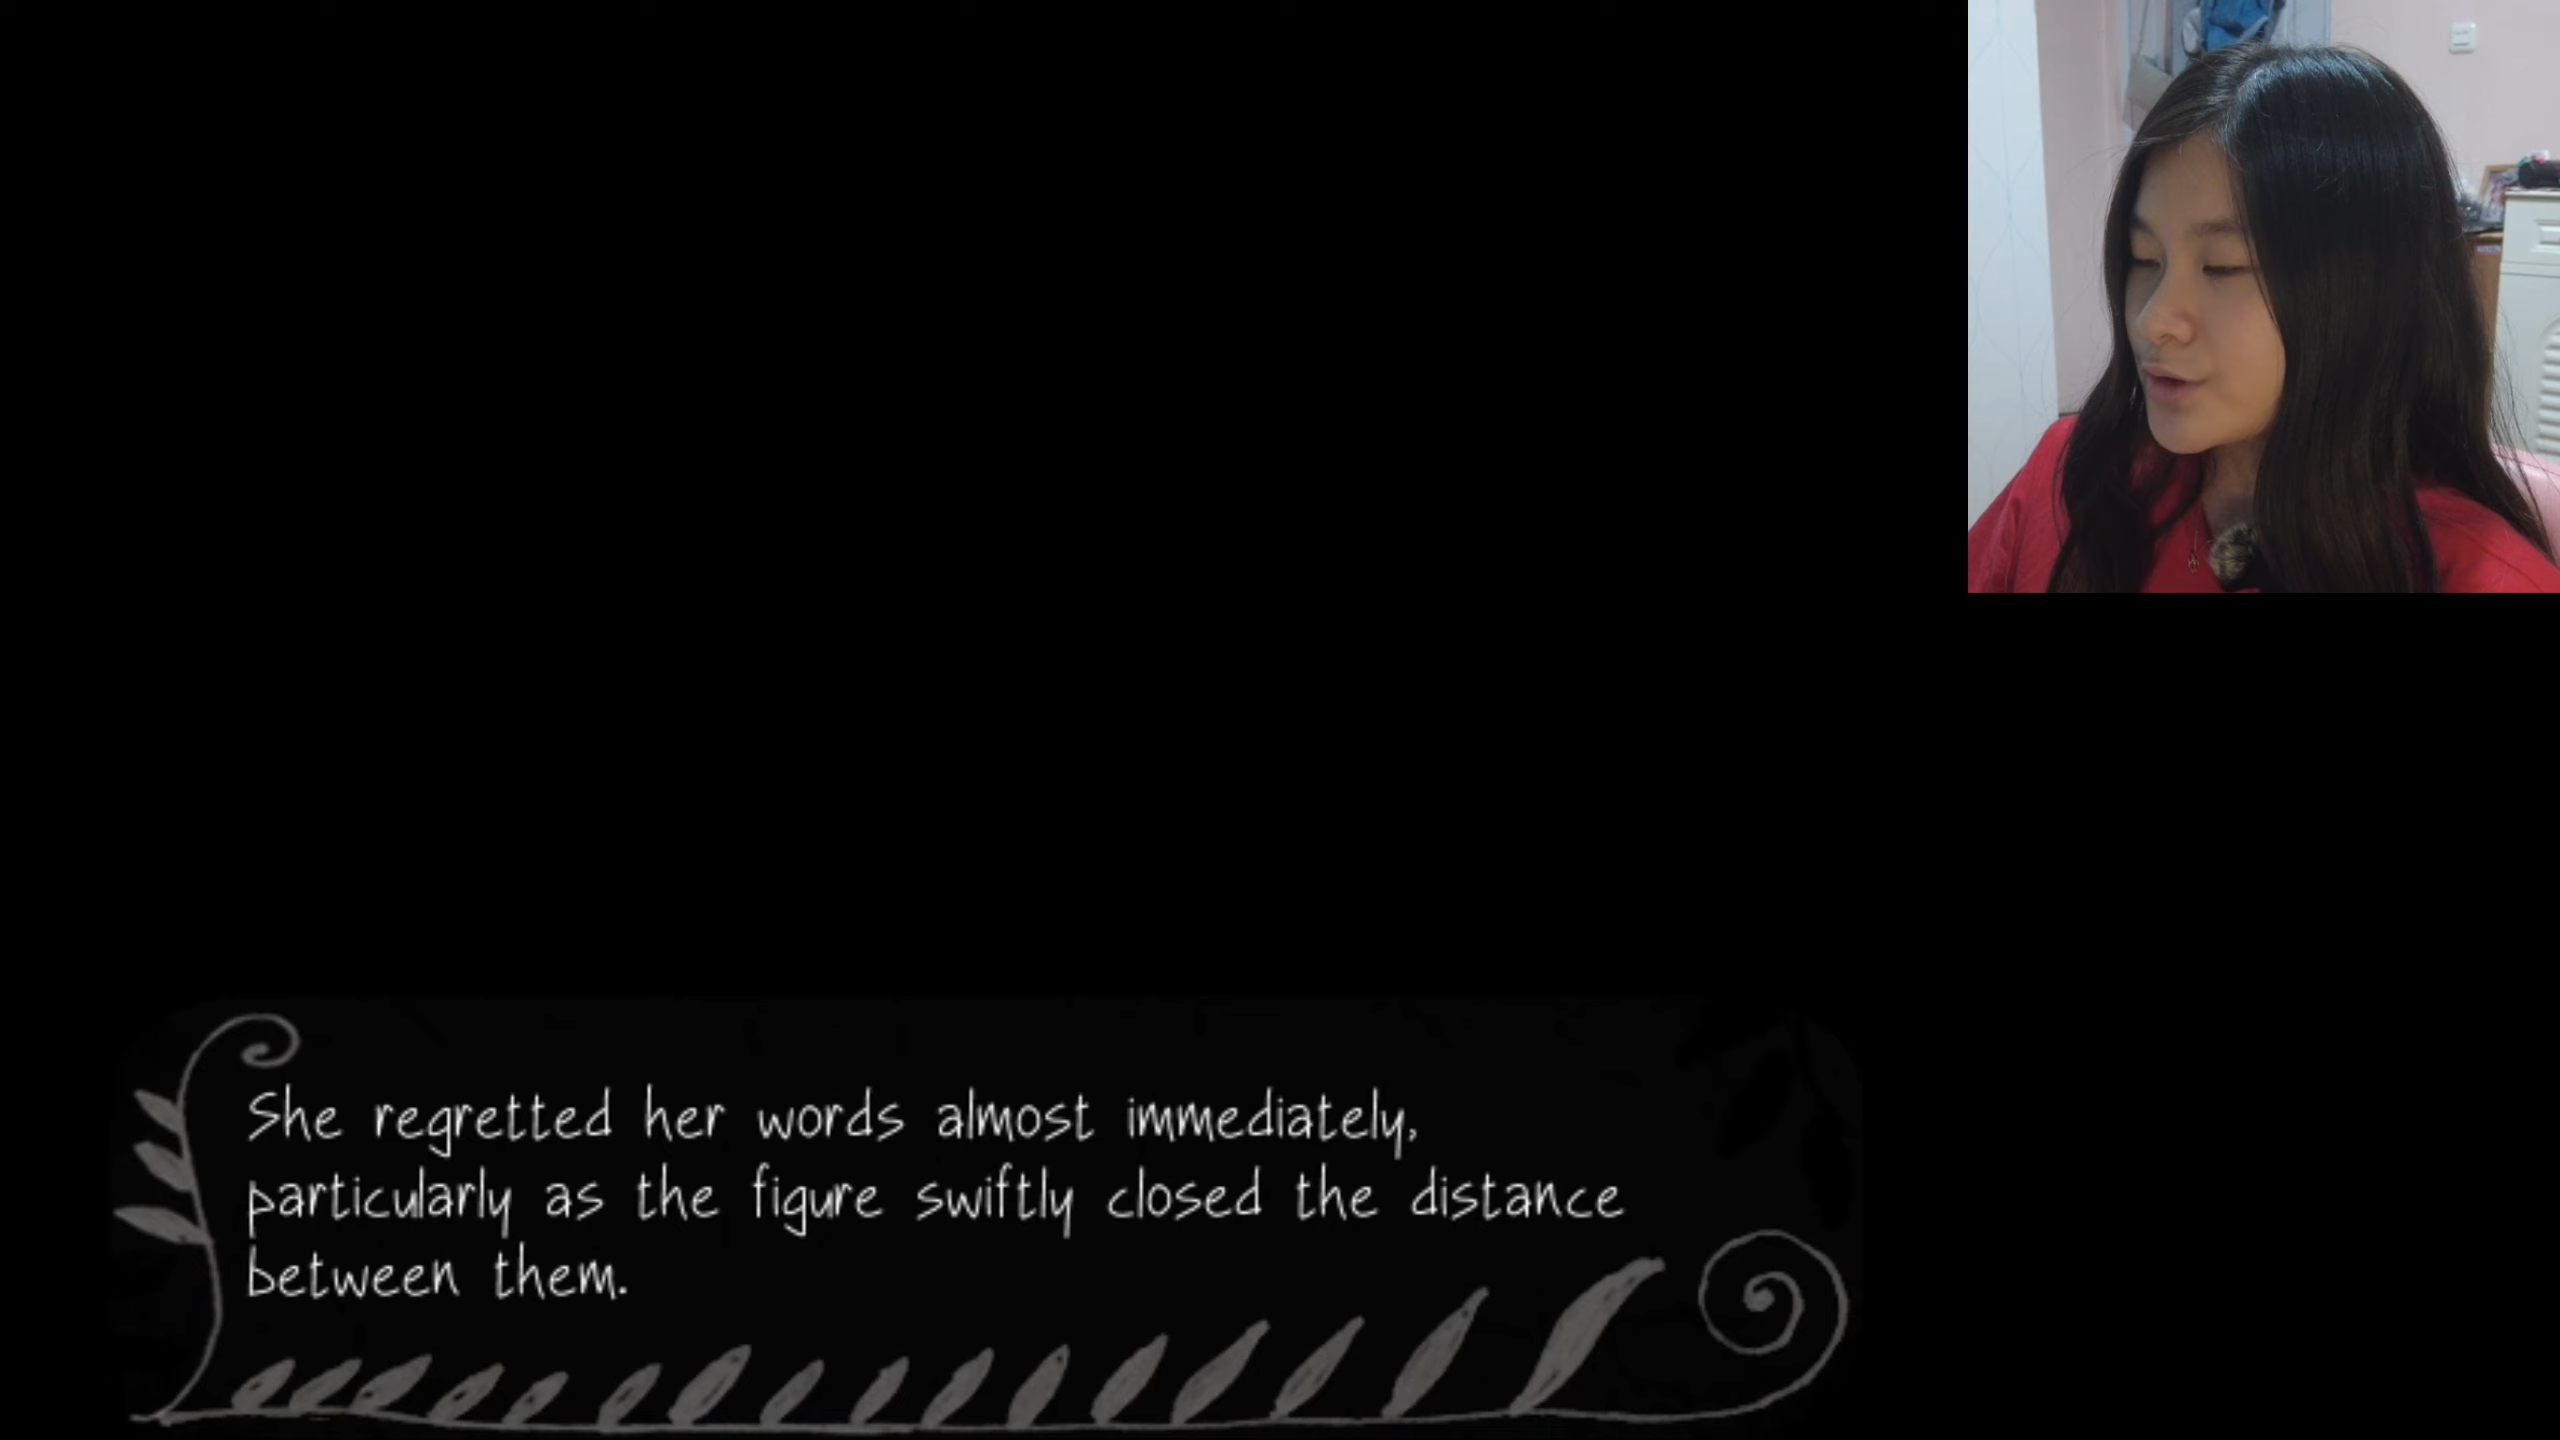 She regretted her words almost immediately,
particularly as the figure swiftly closed the distance
between them.